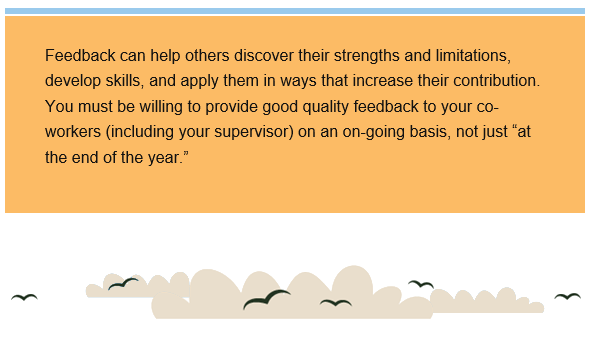 Feedback can help others discover their strengths and limitations,
develop skills, and apply them in ways that increase their contribution.
You must be willing to provide good quality feedback to your co-
workers (including your supervisor) on an on-going basis, not just “at
the end of the year.”